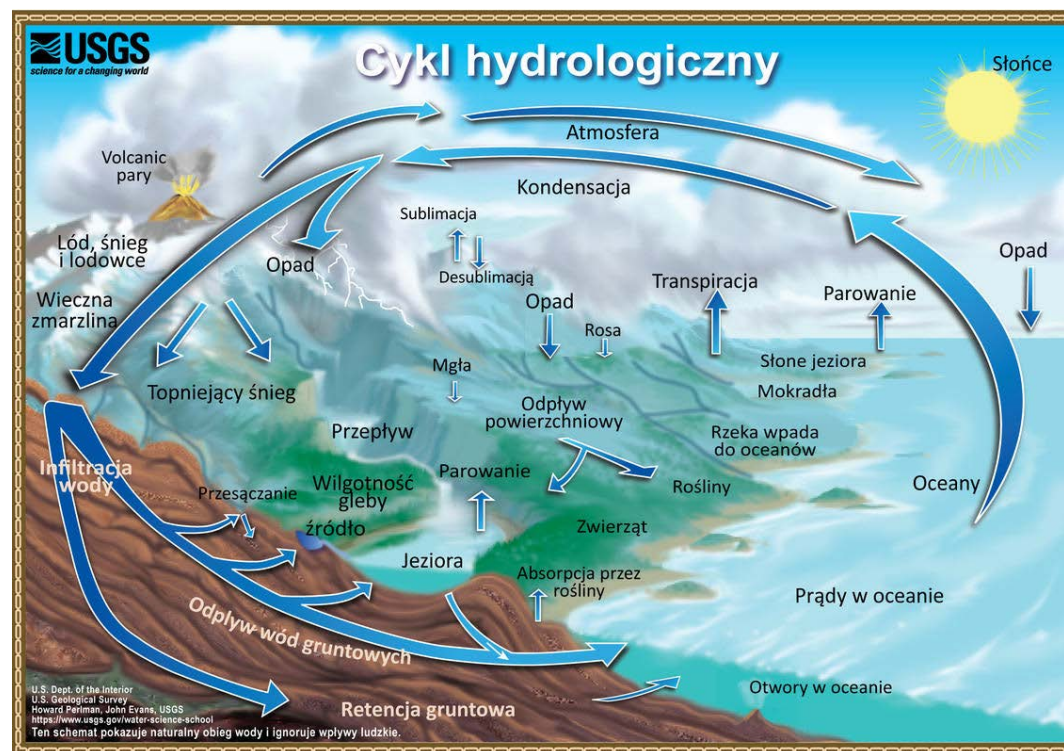 USGS
science for a changing world
Cykl hydrologiczny
Słońce
Atmosfera
Volcanic
pary
Kondensacja
Sublimacja
Lód, śnieg
i lodowce
Opad
Desublimacją
Opad
Transpiracja
Parowanie
Opad
Wieczna
zmarzlina
Rosa
Słone jeziora
Mgła
Topniejący śnieg
Mokradła
Odpływ
powierzchniowy
Przepływ
Rzeka wpada
do oceanów
Infiltracja
wody
Przesączanie
Wilgotność
gleby
Parowanie
Rośliny
Oceany
źródło
Zwierząt
Jeziora
Absorpcja przez
rośliny
Prądy w oceanie
Odplyw wód gruntowych
Otwory w oceanie
Retencja gruntowa
U.S. Dept. of the Interior
U.S. Geological Survey
Howard Perlman, John Evans, USGS
https://www.usgs.gov/water-science-school
Ten schemat pokazuje naturalny obieg wody i ignoruje wpływy ludzkie.